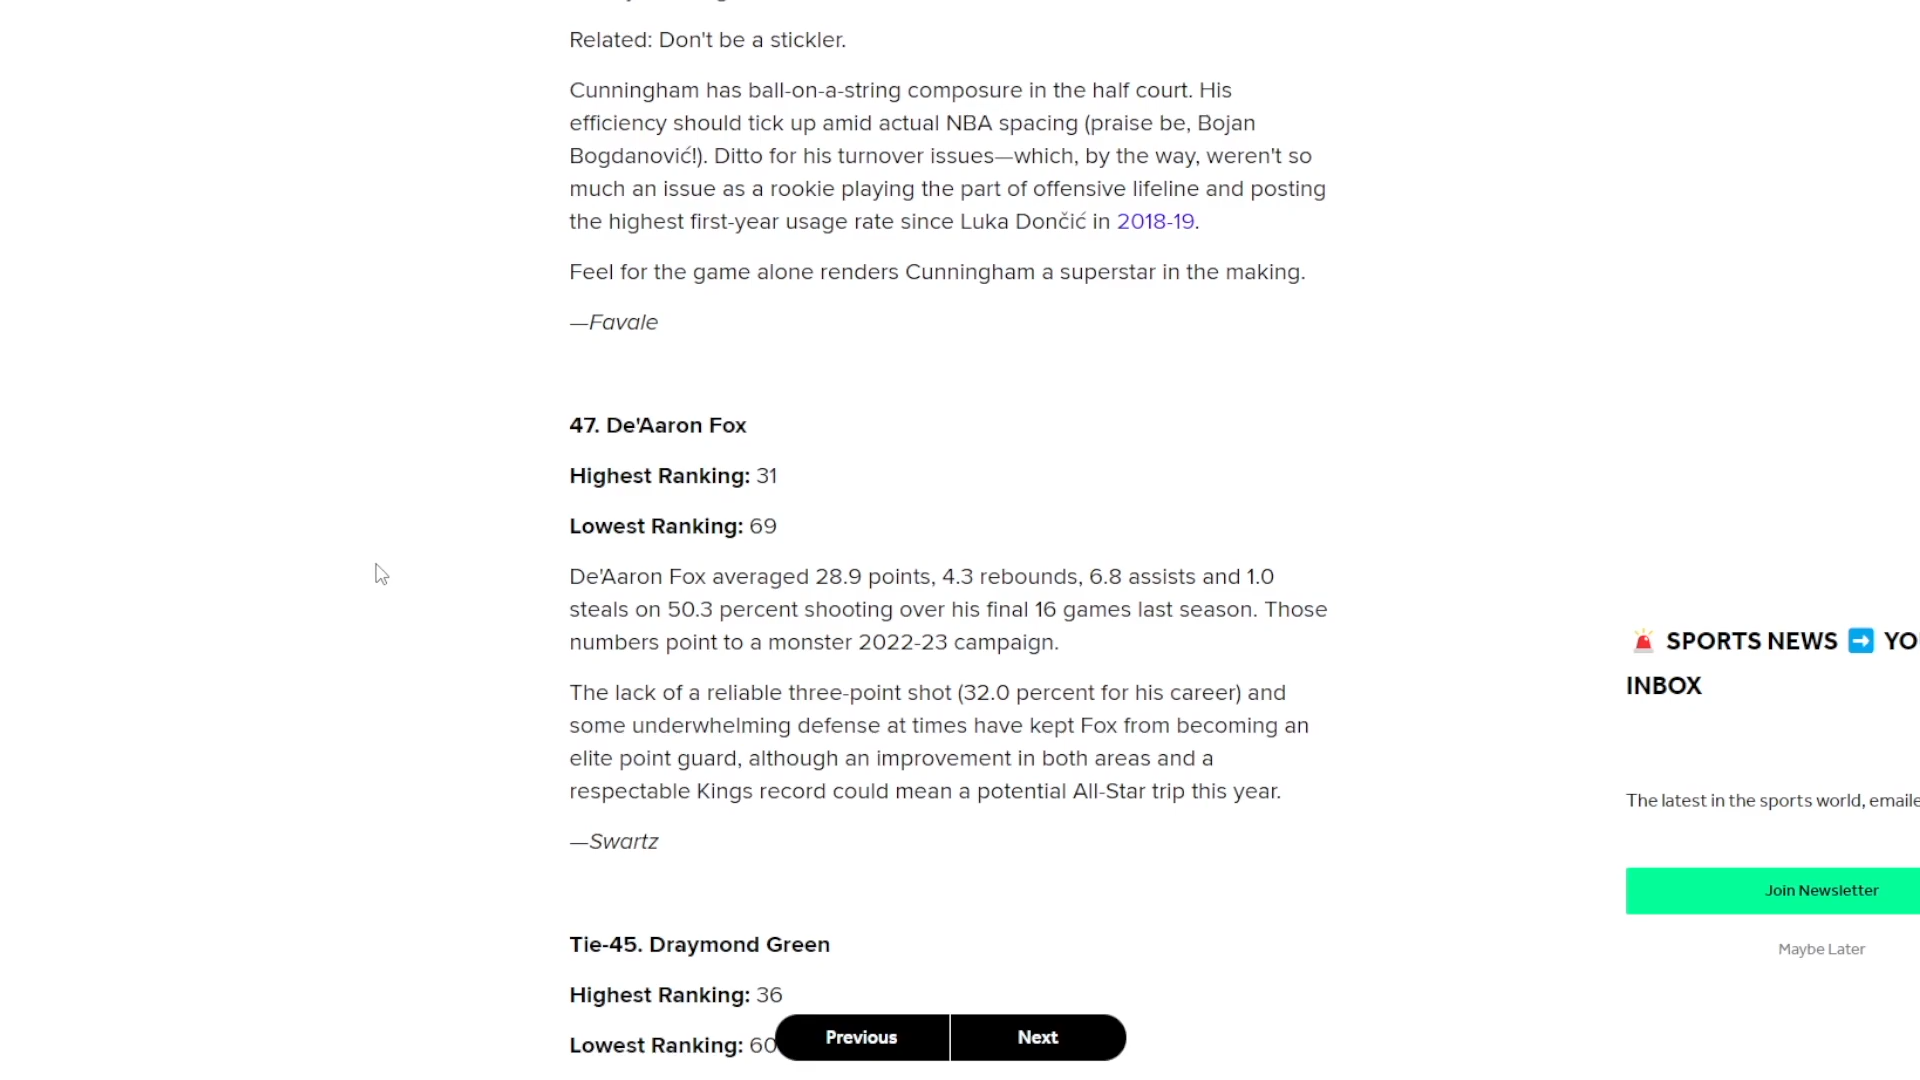 Related: Don't be a stickler.
Cunningham has ball-on-a-string composure in the half court. His
efficiency should tick up amid actual NBA spacing (praise be, Bojan
Bogdanović!). Ditto for his turnover issues—which, by the way, weren't so
much an issue as a rookie playing the part of offensive lifeline and posting
the highest first-year usage rate since Luka Dončić in 2018-19.
Feel for the game alone renders Cunningham a superstar in the making.
—Favale
47. De'Aaron Fox
Highest Ranking: 31
Lowest Ranking: 69
De'Aaron Fox averaged 28.9 points, 4.3 rebounds, 6.8 assists and 1.0
steals on 50.3 percent shooting over his final 16 games last season. Those
numbers point to a monster 2022-23 campaign.
The lack of a reliable three-point shot (32.0 percent for his career) and
some underwhelming defense at times have kept Fox from becoming an
elite point guard, although an improvement in both areas and a
respectable Kings record could mean a potential All-Star trip this year.
—Swartz
Tie-45. Draymond Green
Highest Ranking: 36
Lowest Ranking: 60
Previous
Next
🚨 SPORTS NEWS ➡️ YO
INBOX
The latest in the sports world, emaile
Join Newsletter
Maybe Later